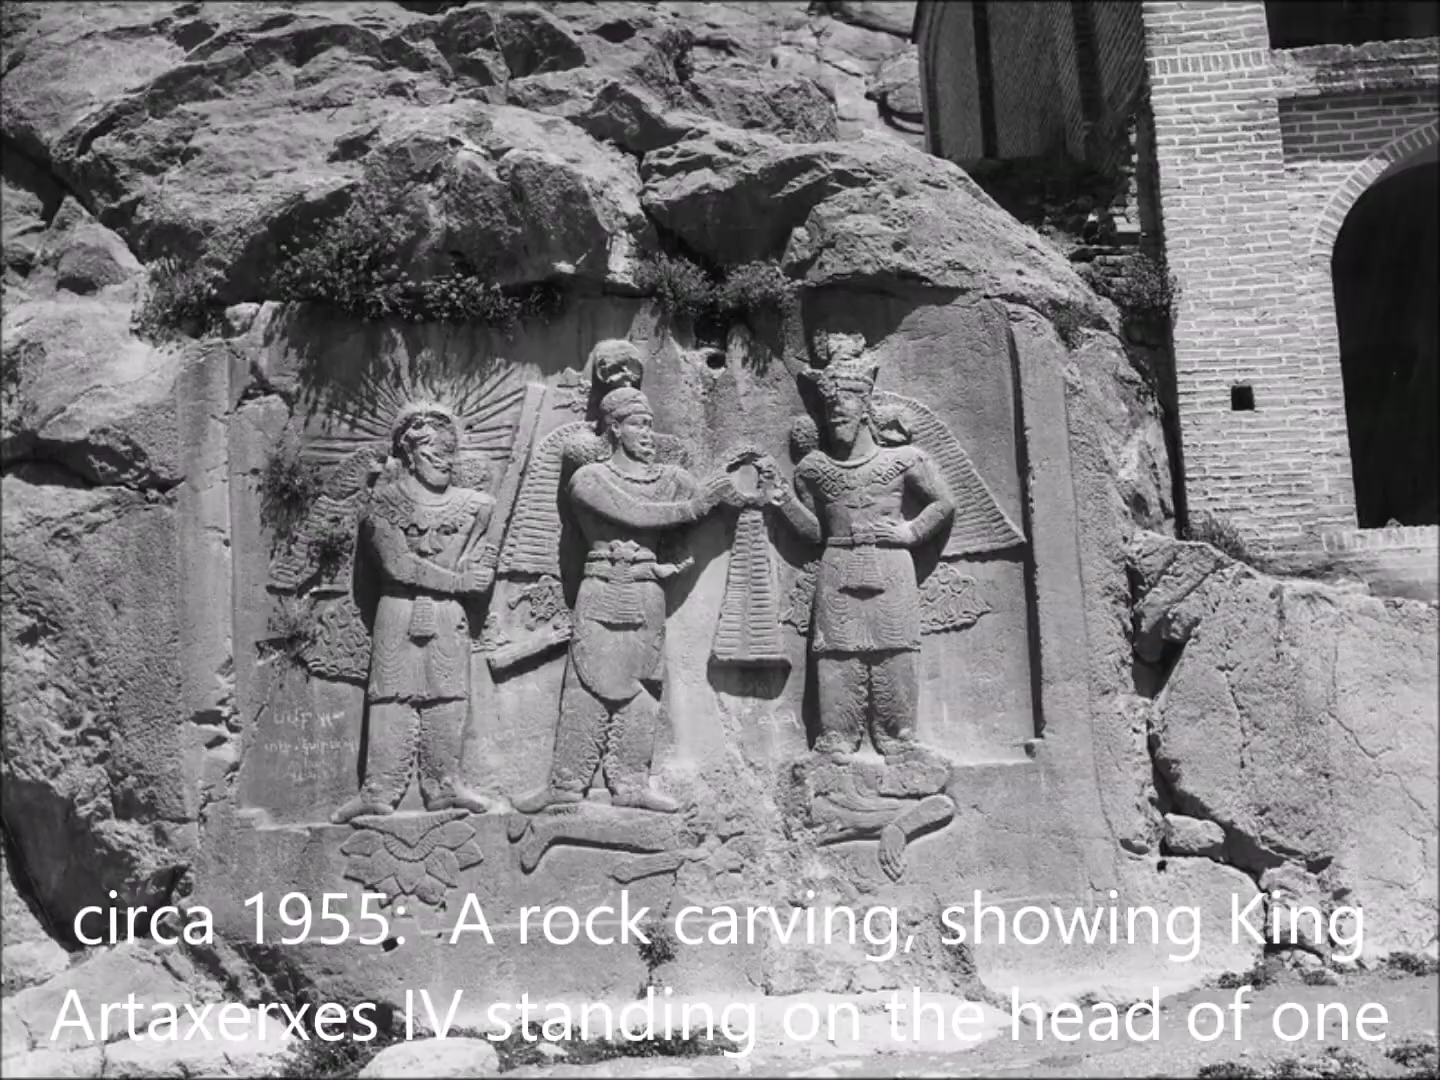 circa 1955:  A rock carving, showing King
Artaxerxes IV standing on the head of one